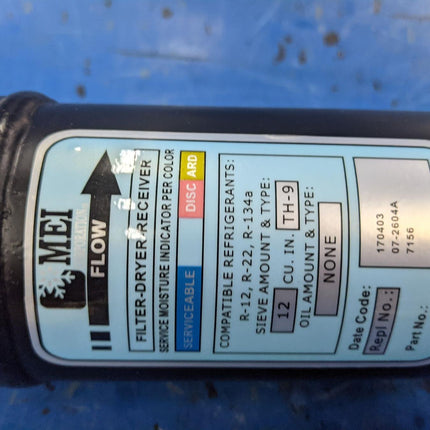 MEI
FLOW
FILTER-DRYER/RECEIVER
SERVICE MOISTURE INDICATOR PER COLOR
SERVICEABLE DISCARD
COMPATIBLE REFRIGERANTS:
R-12, R-22, R-134a
SIEVE AMOUNT & TYPE:
12 CU. IN. TH-9
OIL AMOUNT & TYPE:
NONE
Date Code: 170403
Repl No.: 07-2604A
Part No.: 7156